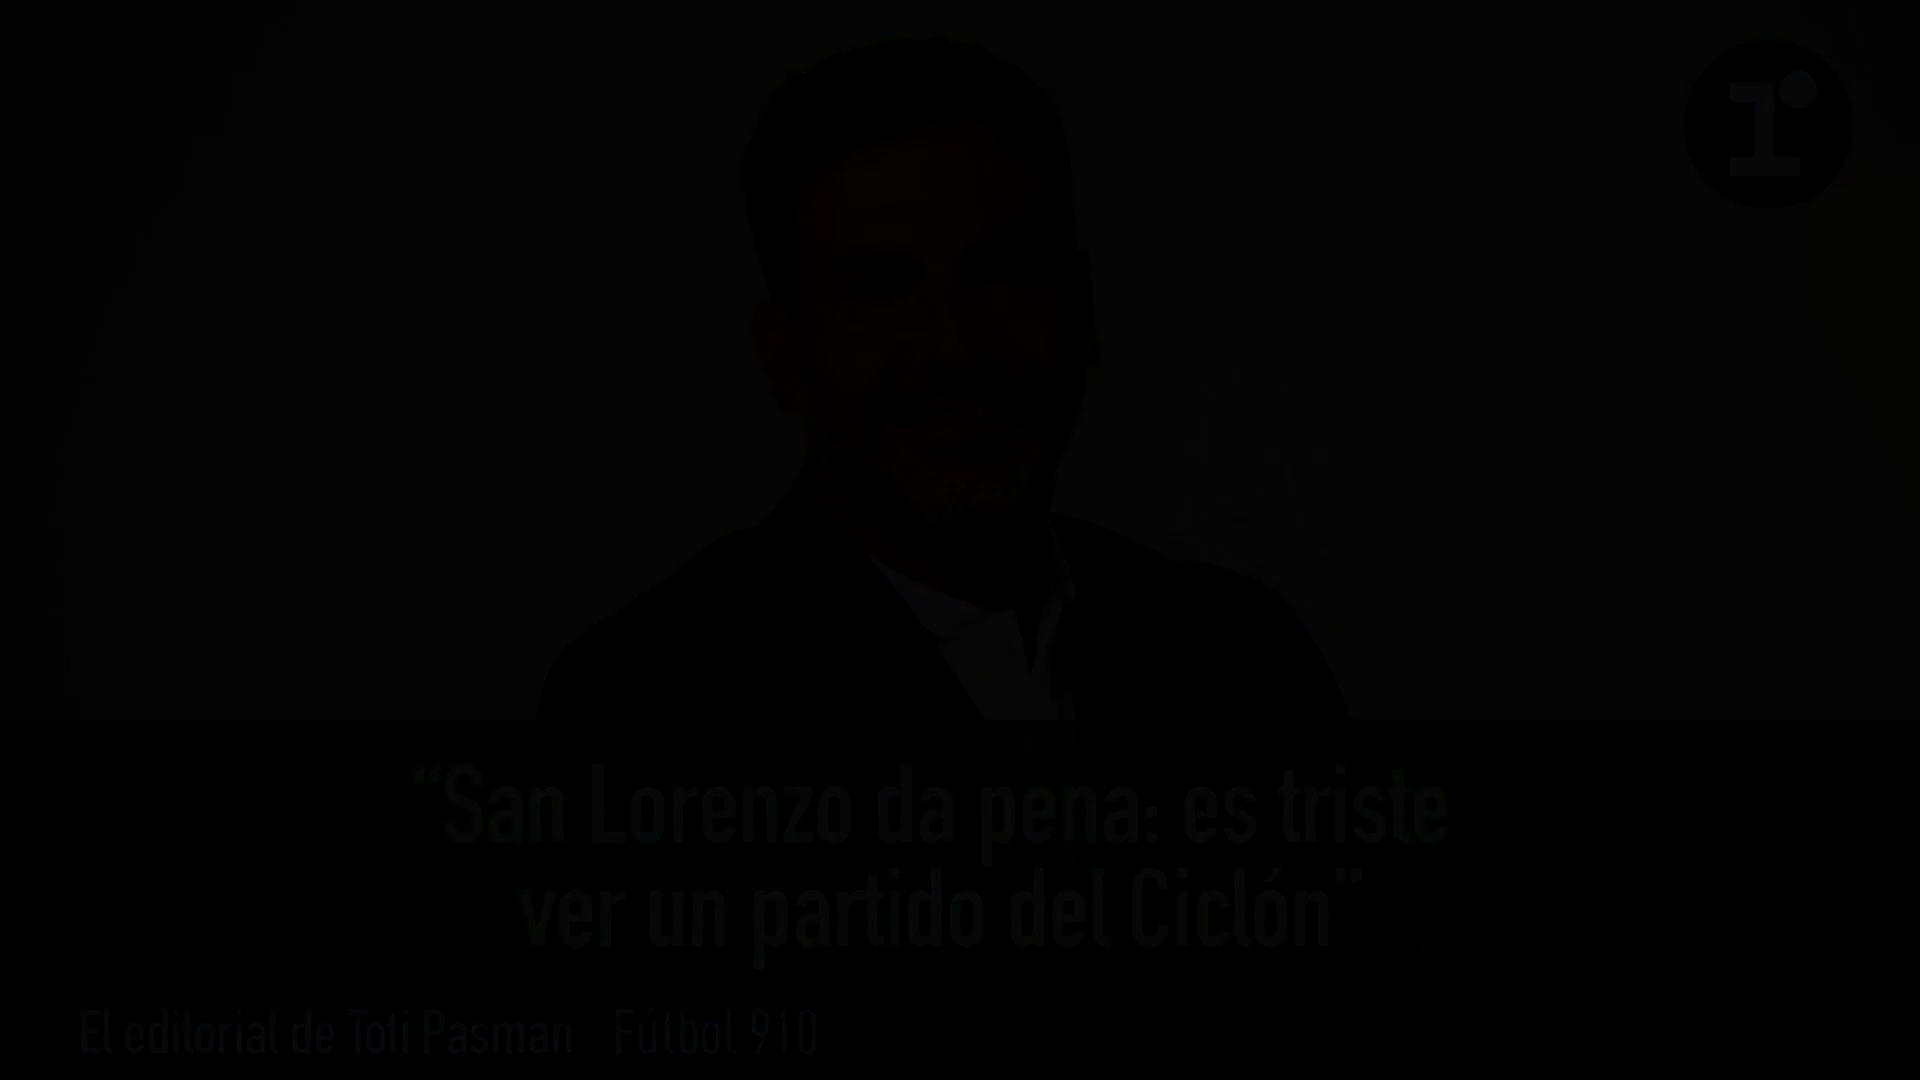 “San Lorenzo da pena: es triste
ver un partido del Ciclón”
El editorial de Toti Pasman Fútbol 910